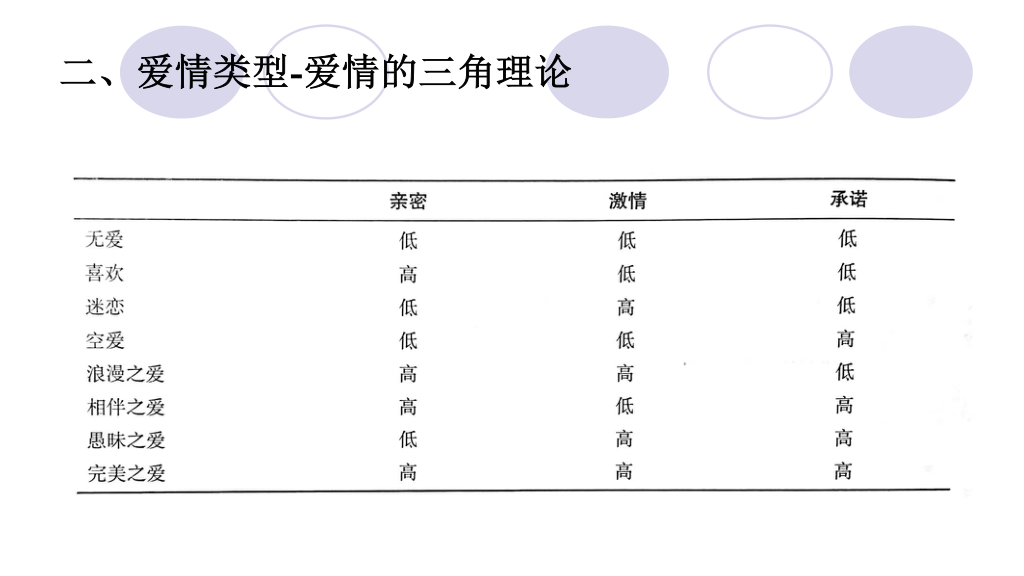 二、爱情类型-爱情的三角理论
亲密 激情 承诺
无爱 低 低 低
喜欢 高 低 低
迷恋 低 高 低
空爱 低 低 高
浪漫之爱 高 高 低
相伴之爱 高 低 高
愚昧之爱 低 高 高
完美之爱 高 高 高